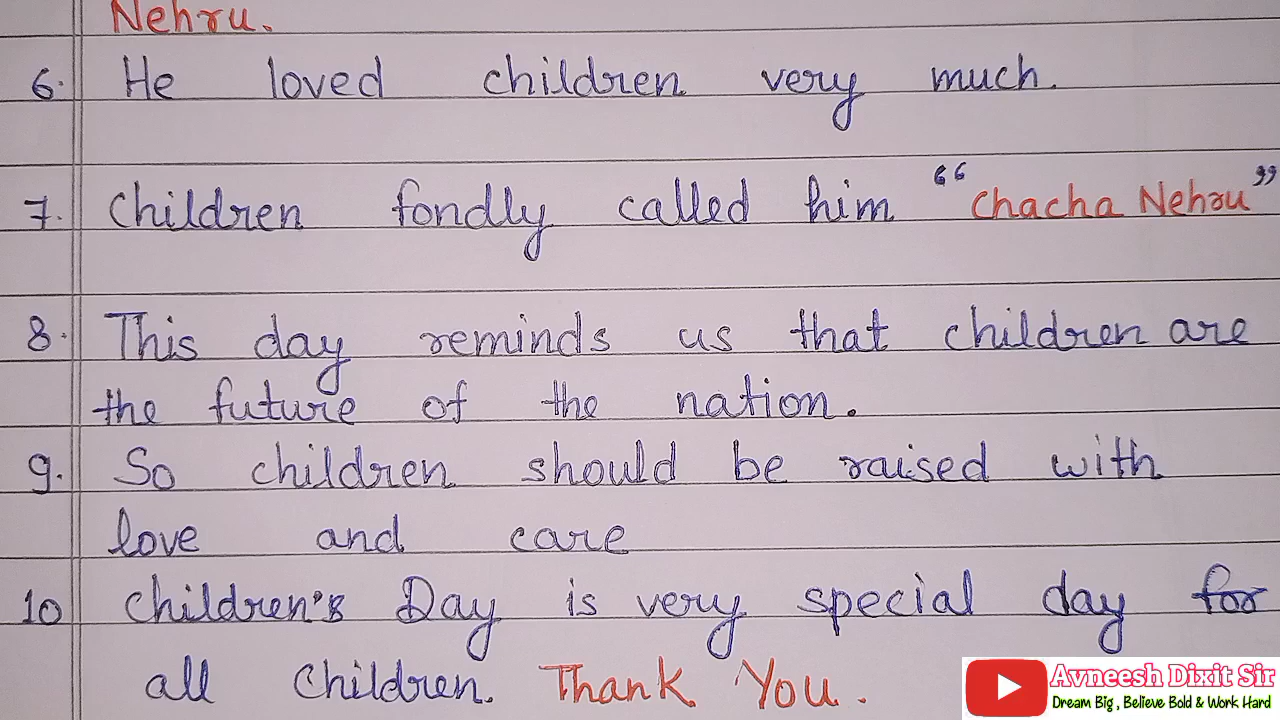 Nehru.
6. He loved children very much.
7. Children fondly called him "Chacha Nehru"
8. This day reminds us that children are
the future of the nation.
9. So children should be raised with
love and care
10 Children's Day is very special day for
all children. Thank You.
Avneesh Dixit Sir
Dream Big, Believe Bold & Work Hard